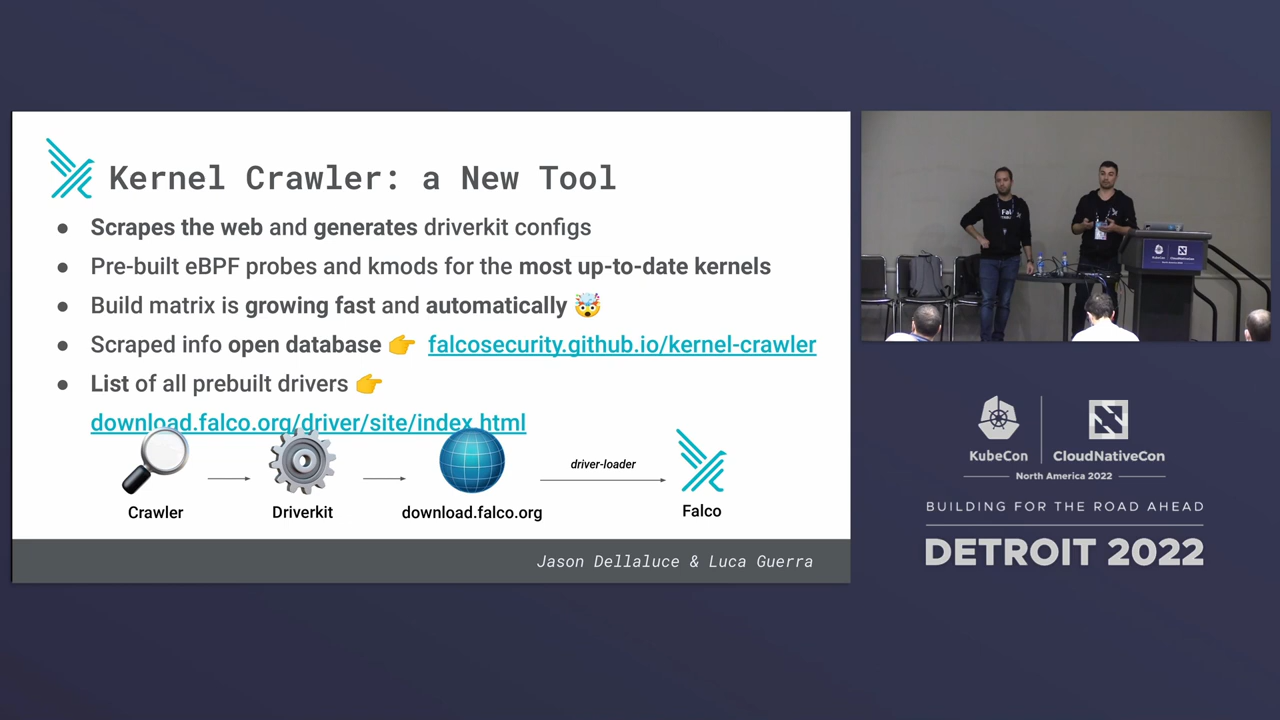 Kernel Crawler: a New Tool
● Scrapes the web and generates driverkit configs
● Pre-built eBPF probes and kmods for the most up-to-date kernels
● Build matrix is growing fast and automatically 🤯
● Scraped info open database 👉 falcosecurity.github.io/kernel-crawler
● List of all prebuilt drivers 👉
download.falco.org/driver/site/index.html
driver-loader
Crawler
Driverkit
download.falco.org
Falco
Jason Dellaluce & Luca Guerra
KubeCon
CloudNativeCon
North America 2022
BUILDING FOR THE ROAD AHEAD
DETROIT 2022